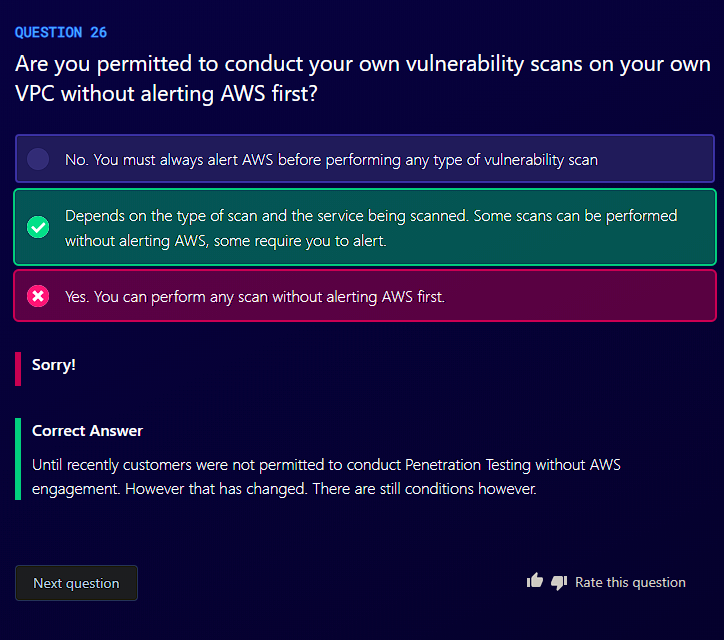 QUESTION 26
Are you permitted to conduct your own vulnerability scans on your own
VPC without alerting AWS first?
No. You must always alert AWS before performing any type of vulnerability scan
Depends on the type of scan and the service being scanned. Some scans can be performed
without alerting AWS, some require you to alert.
Yes. You can perform any scan without alerting AWS first.
Sorry!
Correct Answer
Until recently customers were not permitted to conduct Penetration Testing without AWS
engagement. However that has changed. There are still conditions however.
Next question
Rate this question